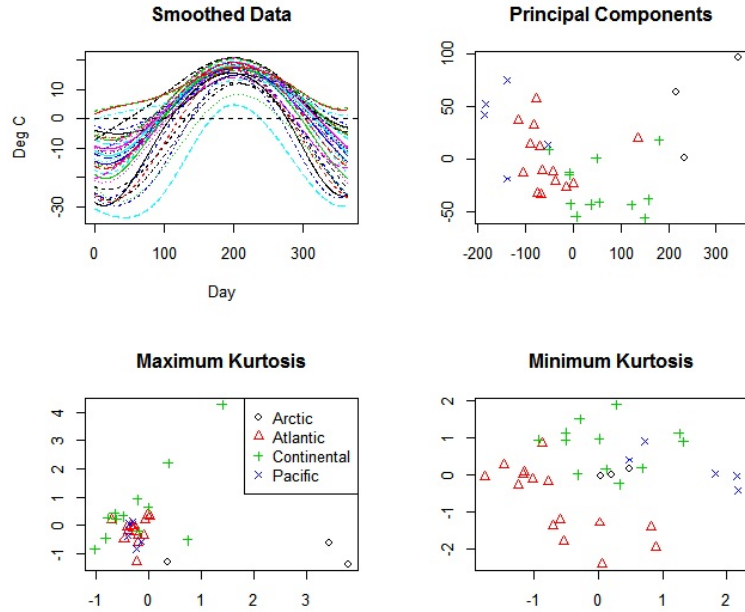 Smoothed Data
Deg C
10
0
-10
-30
0 100 200 300
Day
Principal Components
100
50
0
-50
-200 -100 0 100 200 300
Maximum Kurtosis
4
3
2
1
0
-1
-1 0 1 2 3
Arctic
Atlantic
Continental
Pacific
Minimum Kurtosis
2
1
0
-1
-2
-1 0 1 2